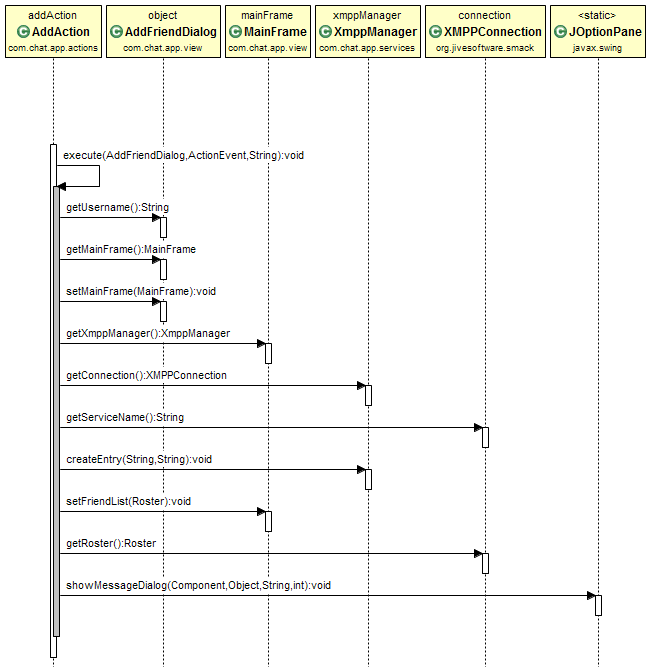 addAction
object
mainFrame
xmppManager
connection
<static>
C AddAction
C AddFriendDialog
C MainFrame
C XmppManager
C XMPPConnection
C JOptionPane
com.chat.app.actions
com.chat.app.view
com.chat.app.view
com.chat.app.services
org.jivesoftware.smack
javax.swing
execute(AddFriendDialog,ActionEvent,String):void
getUsername():String
getMainFrame():MainFrame
setMainFrame(MainFrame):void
getXmppManager():XmppManager
getConnection():XMPPConnection
getServiceName():String
createEntry(String,String):void
setFriendList(Roster):void
getRoster():Roster
showMessageDialog(Component,Object,String,int):void